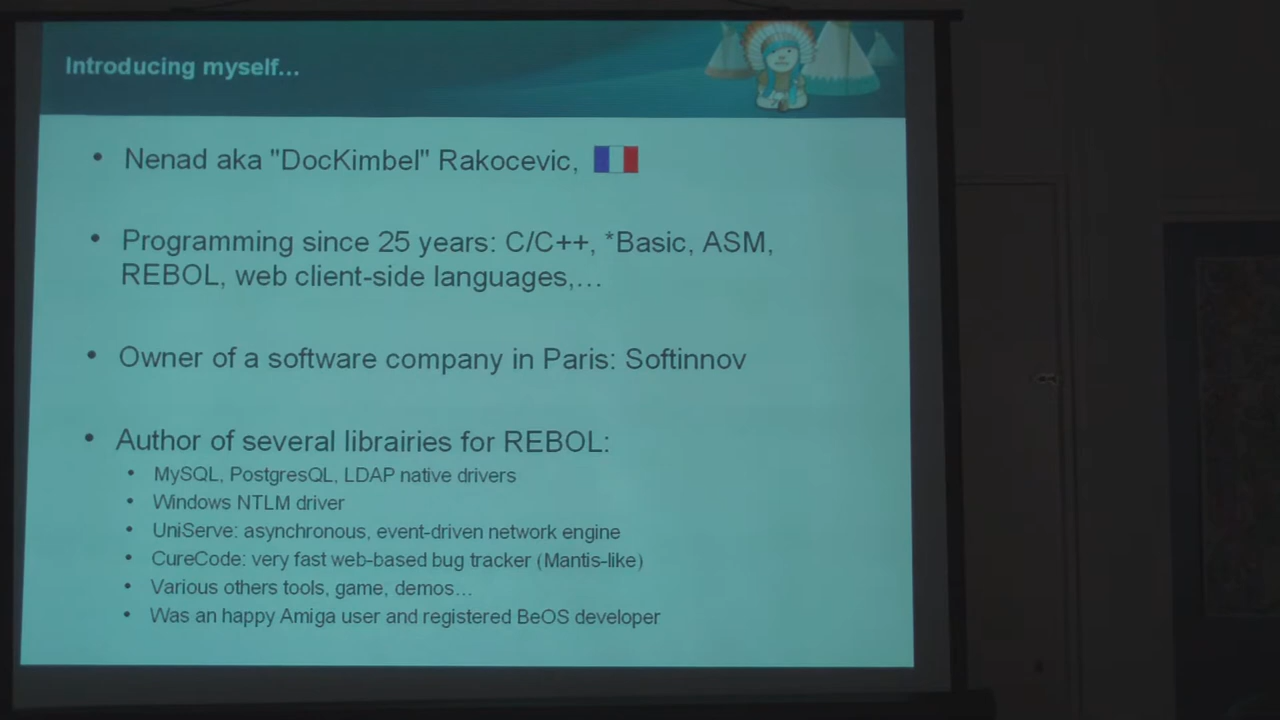 Introducing myself...
• Nenad aka "DocKimbel" Rakocevic,
• Programming since 25 years: C/C++, *Basic, ASM,
REBOL, web client-side languages,…
• Owner of a software company in Paris: Softinnov
• Author of several librairies for REBOL:
• MySQL, PostgresQL, LDAP native drivers
• Windows NTLM driver
• UniServe: asynchronous, event-driven network engine
• CureCode: very fast web-based bug tracker (Mantis-like)
• Various others tools, game, demos…
• Was an happy Amiga user and registered BeOS developer